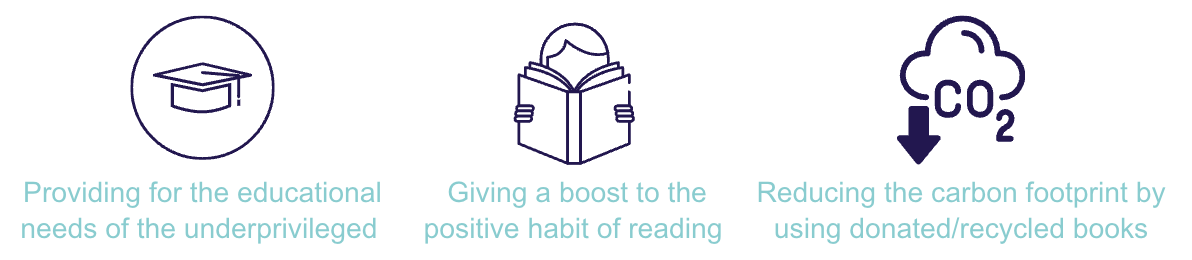 CO2
Providing for the educational
needs of the underprivileged
Giving a boost to the
positive habit of reading
Reducing the carbon footprint by
using donated/recycled books